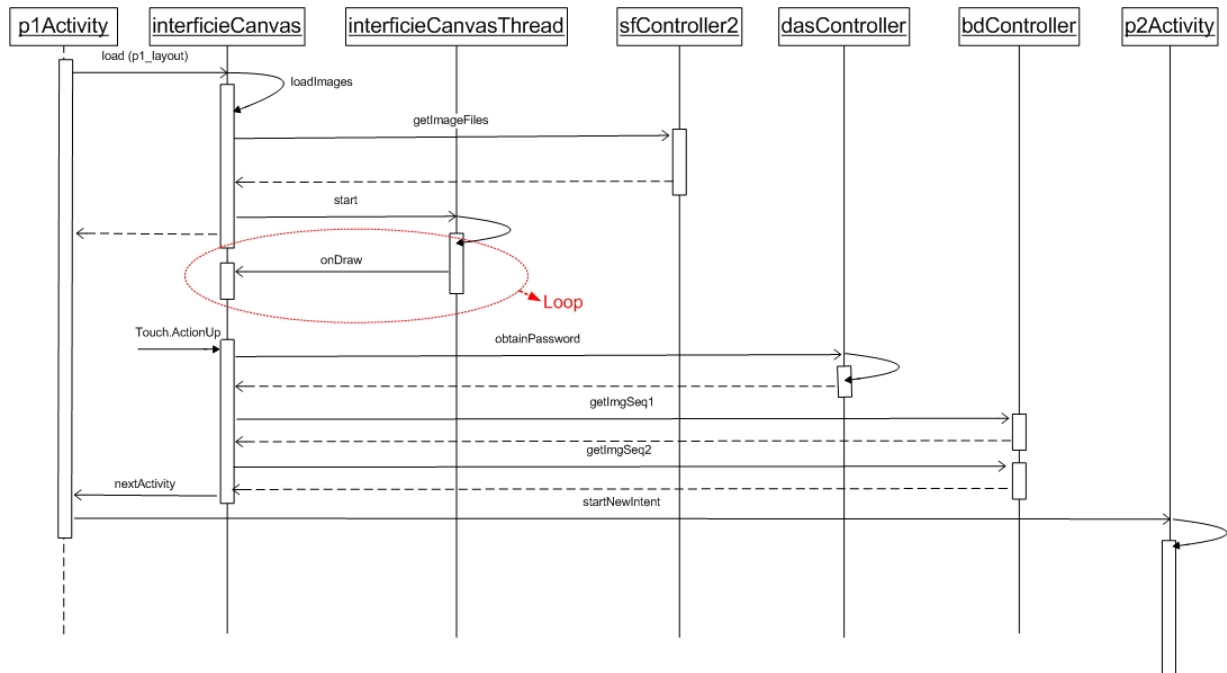 p1Activity
interficieCanvas
interficieCanvasThread
sfController2
dasController
bdController
p2Activity
load (p1_layout)
loadImages
getImageFiles
start
onDraw
Loop
Touch.ActionUp
obtainPassword
getImgSeq1
getImgSeq2
nextActivity
startNewIntent